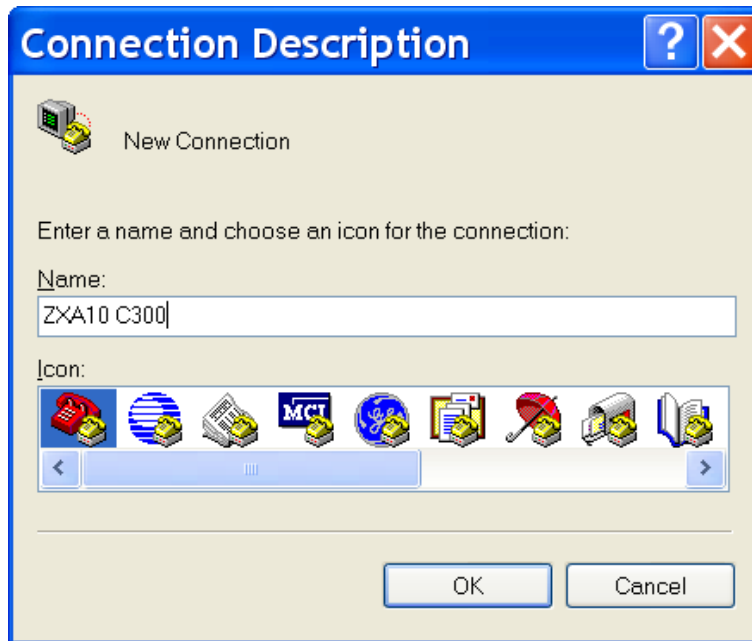 Connection Description
New Connection
Enter a name and choose an icon for the connection:
Name:
ZXA10 C300
Icon:
MCI
OK
Cancel